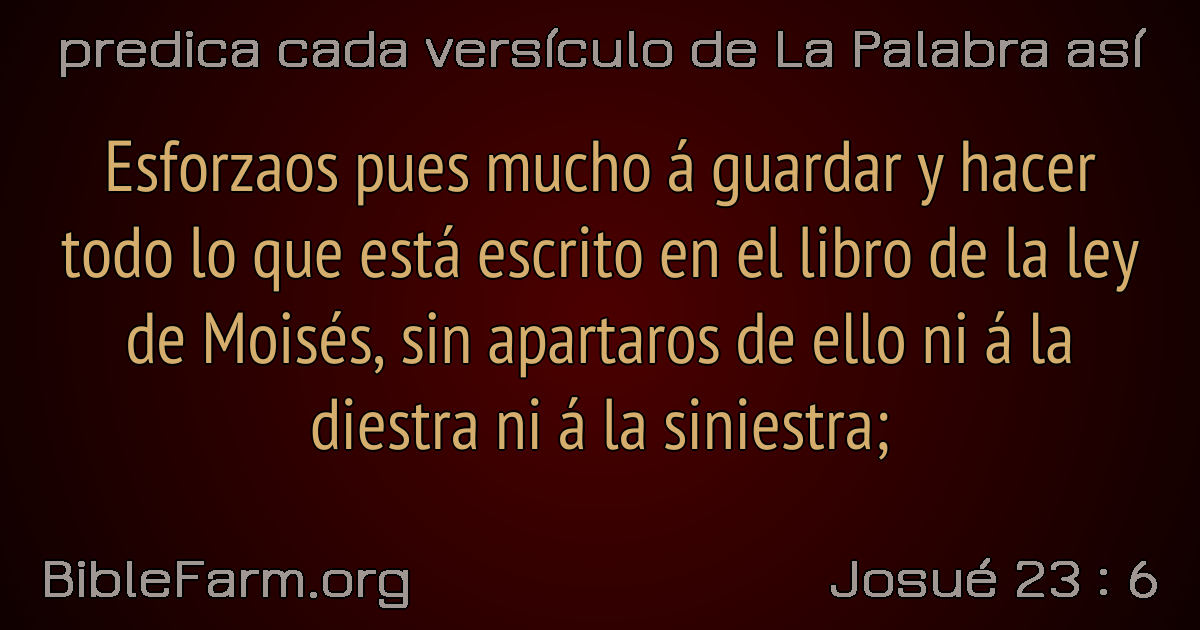 predica cada versículo de La Palabra así
Esforzaos pues mucho á guardar y hacer
todo lo que está escrito en el libro de la ley
de Moisés, sin apartaros de ello ni á la
diestra ni á la siniestra;
BibleFarm.org
Josué 23 : 6